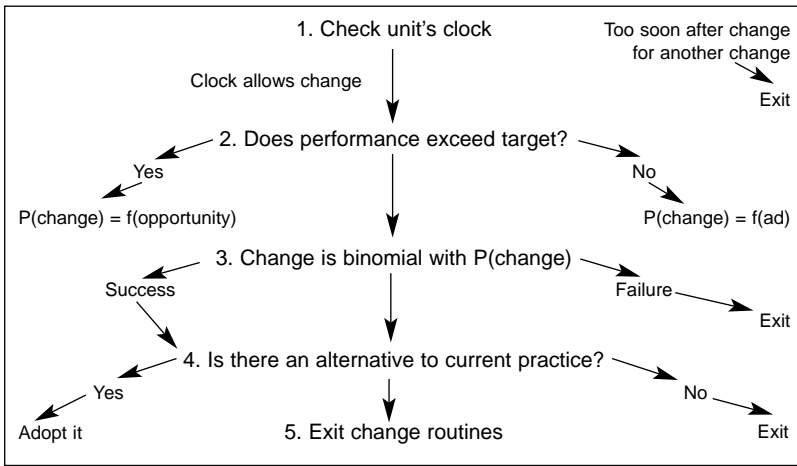 1. Check unit's clock
Too soon after change
for another change
Clock allows change
Exit
2. Does performance exceed target?
Yes
No
P(change) = f(opportunity)
P(change) = f(ad)
3. Change is binomial with P(change)
Success
Failure
Exit
4. Is there an alternative to current practice?
Yes
No
Adopt it
5. Exit change routines
Exit